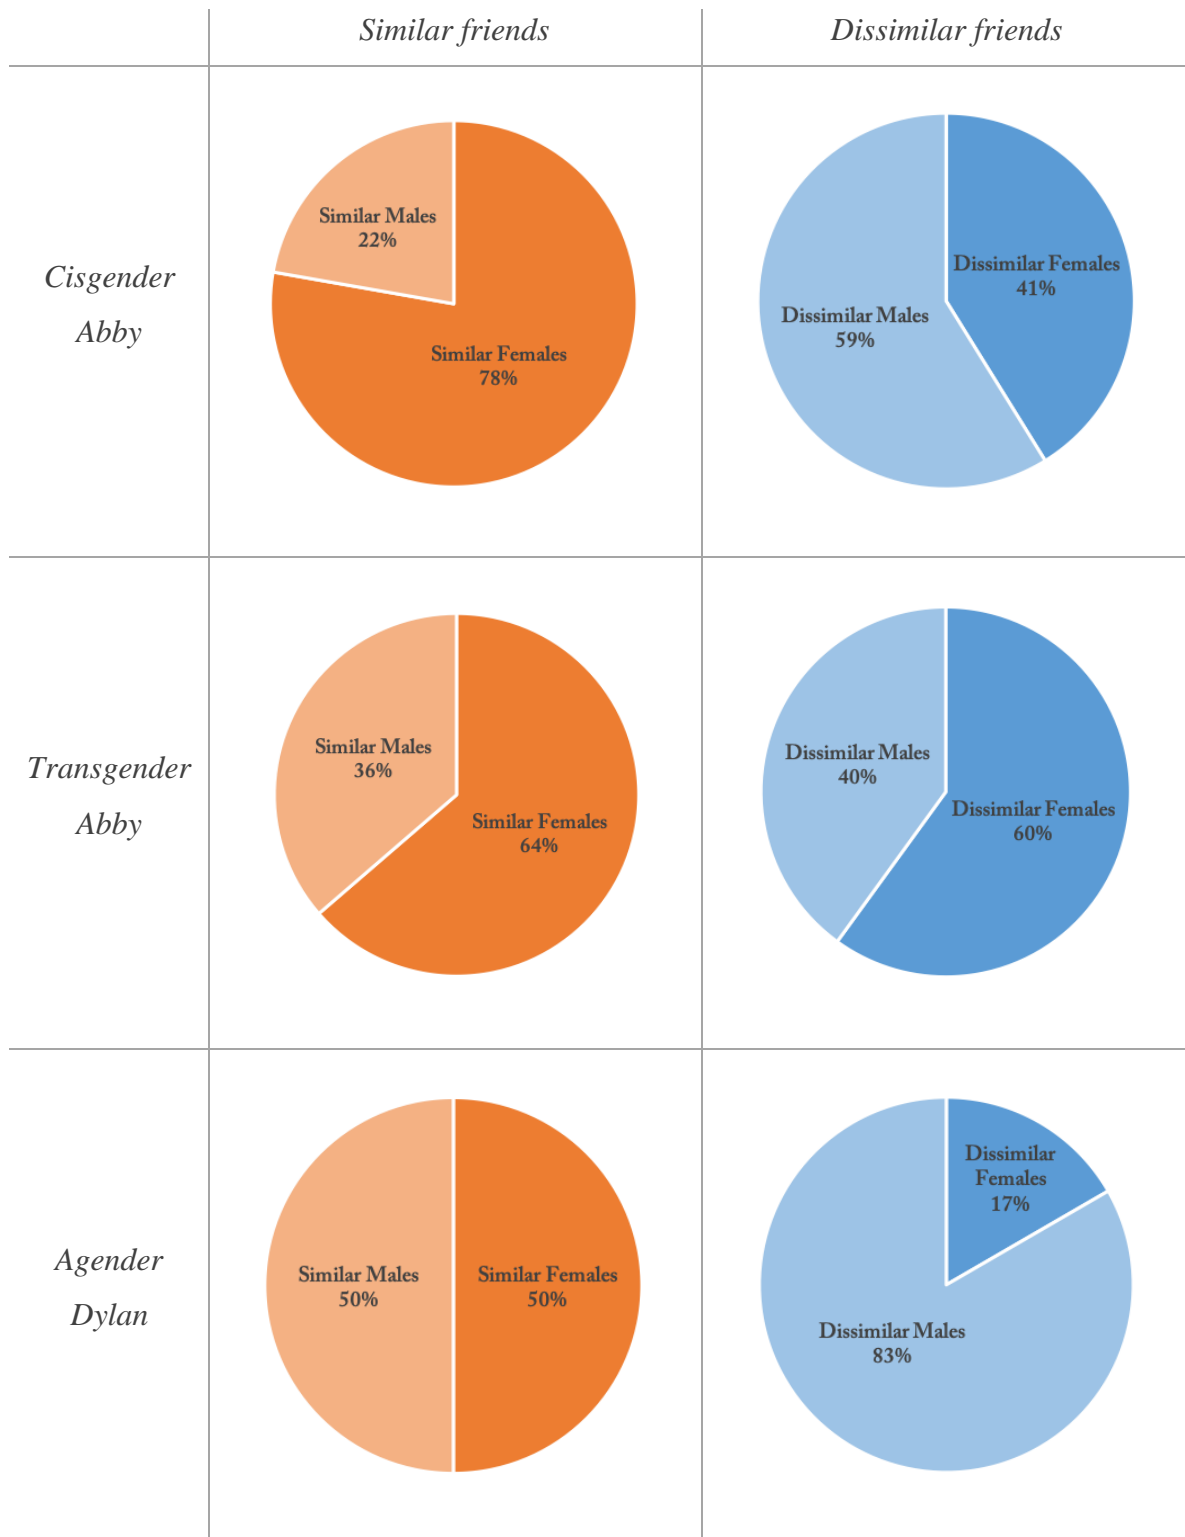 Similar friends
Dissimilar friends
Cisgender
Abby
Similar Males
22%
Similar Females
78%
Dissimilar Females
41%
Dissimilar Males
59%
Transgender
Abby
Similar Males
36%
Similar Females
64%
Dissimilar Males
40%
Dissimilar Females
60%
Agender
Dylan
Similar Males
50%
Similar Females
50%
Dissimilar
Females
17%
Dissimilar Males
83%